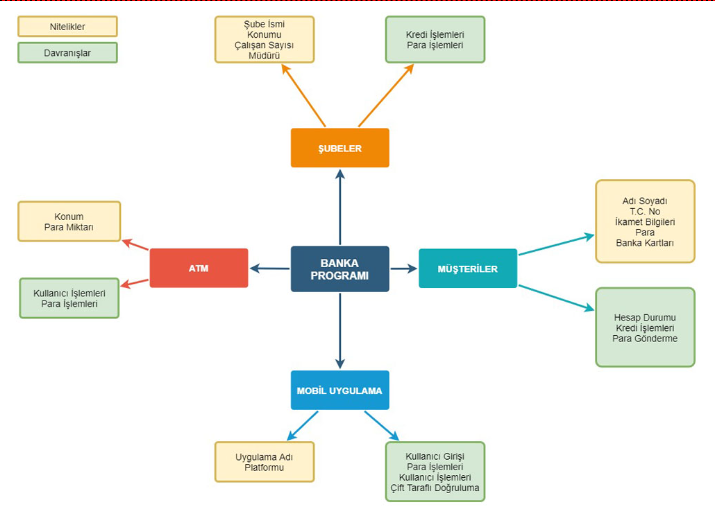 Nitelikler
Davranışlar
Şube İsmi
Konumu
Çalışan Sayısı
Müdürü
Kredi İşlemleri
Para İşlemleri
ŞUBELER
Konum
Para Miktarı
ATM
Kullanıcı İşlemleri
Para İşlemleri
BANKA
PROGRAMI
MÜŞTERİLER
Adı Soyadı
T.C. No
İkamet Bilgileri
Para
Banka Kartları
Hesap Durumu
Kredi İşlemleri
Para Gönderme
MOBİL UYGULAMA
Uygulama Adı
Platformu
Kullanıcı Girişi
Para İşlemleri
Kullanıcı İşlemleri
Çift Taraflı Doğruluma